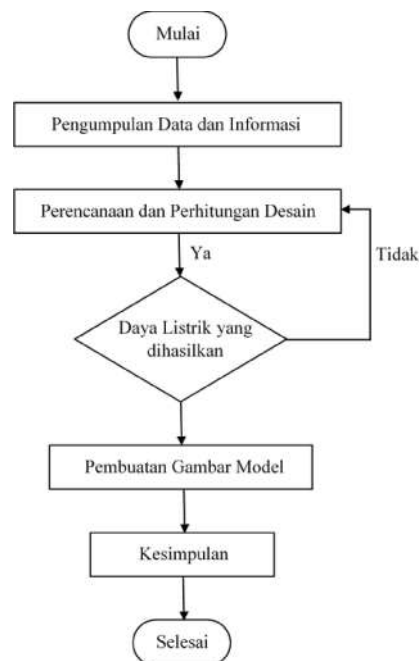 Mulai
Pengumpulan Data dan Informasi
Perencanaan dan Perhitungan Desain
Ya
Tidak
Daya Listrik yang
dihasilkan
Pembuatan Gambar Model
Kesimpulan
Selesai